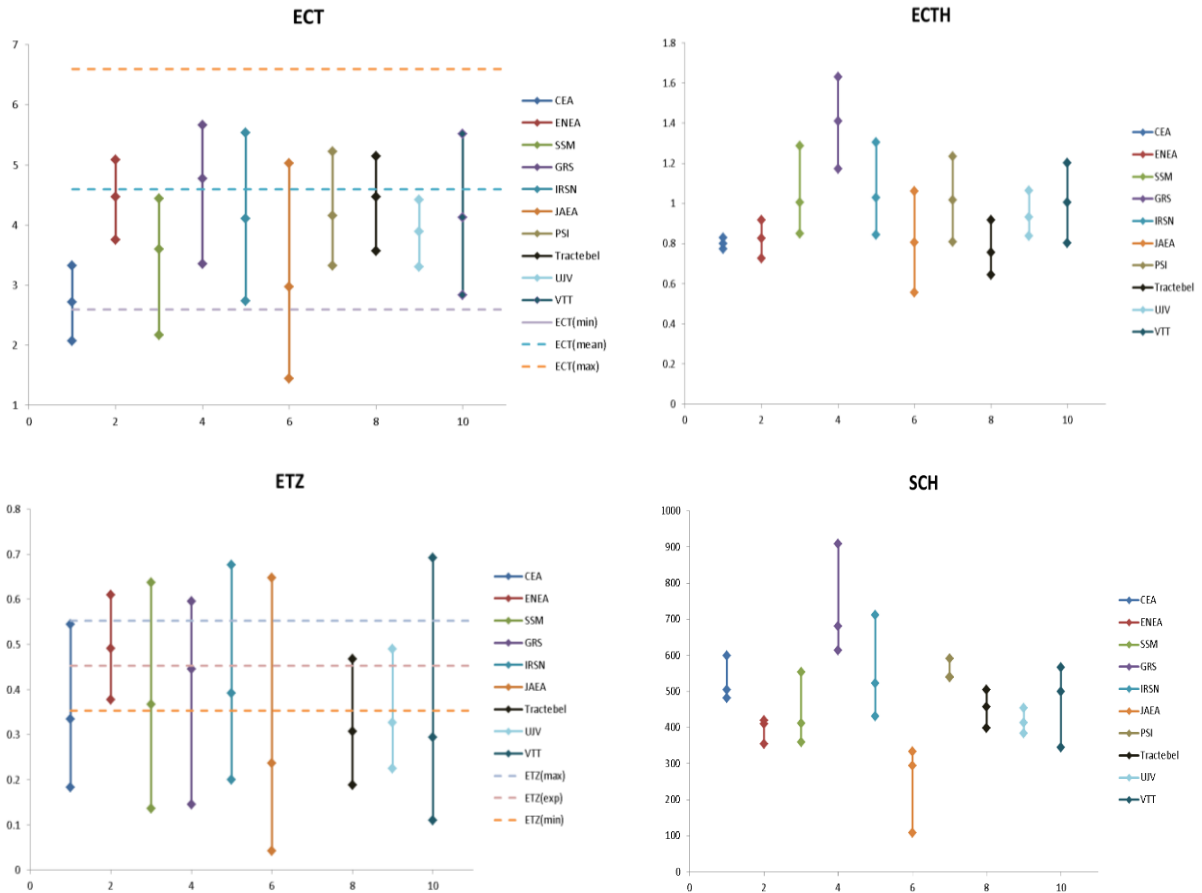 ECT
7
6
5
4
3
2
1
0 2 4 6 8 10
CEA
ENEA
SSM
GRS
IRSN
JAEA
PSI
Tractebel
UJV
VTT
ECT(min)
ECT(mean)
ECT(max)
ECTH
1.8
1.6
1.4
1.2
1
0.8
0.6
0.4
0.2
0
0 2 4 6 8 10
CEA
ENEA
SSM
GRS
IRSN
JAEA
PSI
Tractebel
UJV
VTT
ETZ
0.8
0.7
0.6
0.5
0.4
0.3
0.2
0.1
0
0 2 4 6 8 10
CEA
ENEA
SSM
GRS
IRSN
JAEA
Tractebel
UJV
VTT
ETZ(max)
ETZ(exp)
ETZ(min)
SCH
1000
900
800
700
600
500
400
300
200
100
0
0 2 4 6 8 10
CEA
ENEA
SSM
GRS
IRSN
JAEA
PSI
Tractebel
UJV
VTT